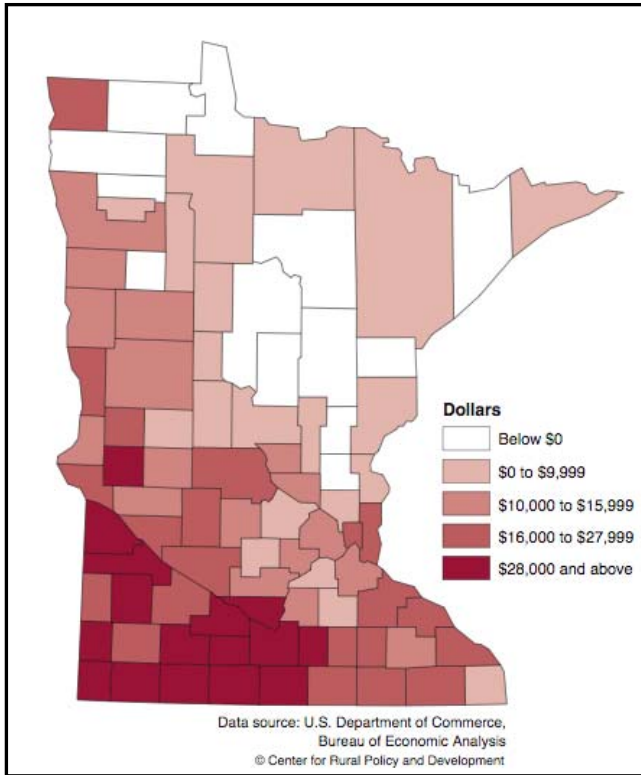 Dollars
Below $0
$0 to $9,999
$10,000 to $15,999
$16,000 to $27,999
$28,000 and above
Data source: U.S. Department of Commerce,
Bureau of Economic Analysis
© Center for Rural Policy and Development